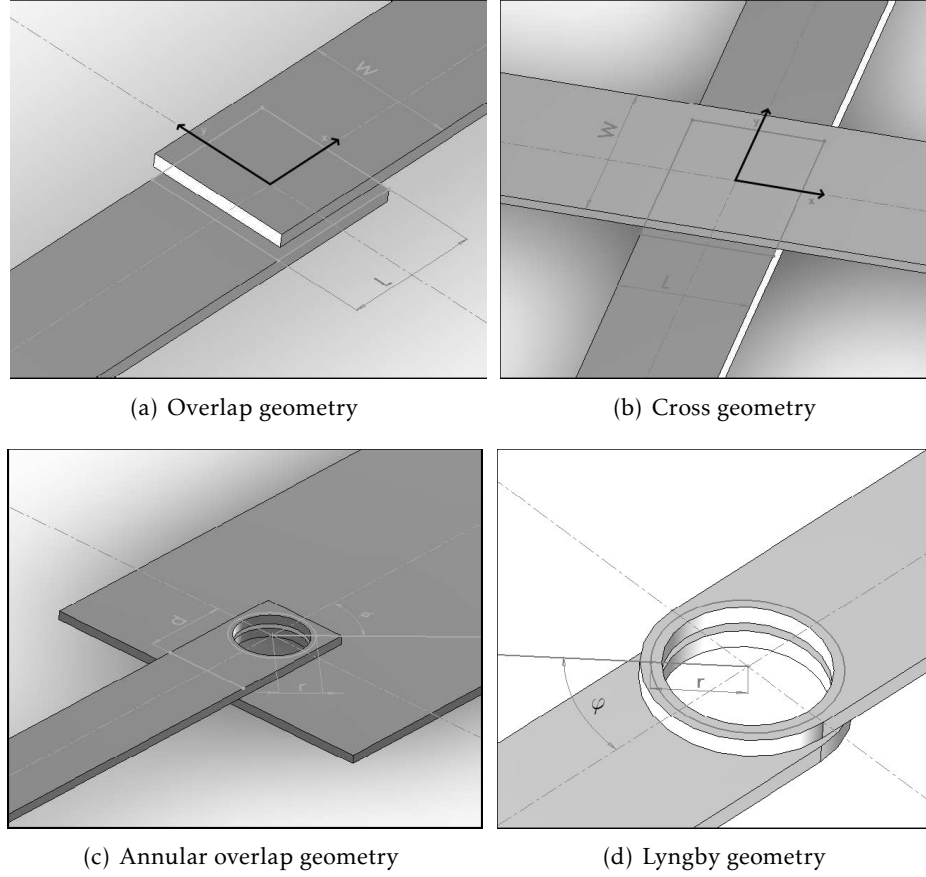 W
y
x
L
(a) Overlap geometry
W
y
x
L
(b) Cross geometry
d
r
(c) Annular overlap geometry
φ
r
(d) Lyngby geometry